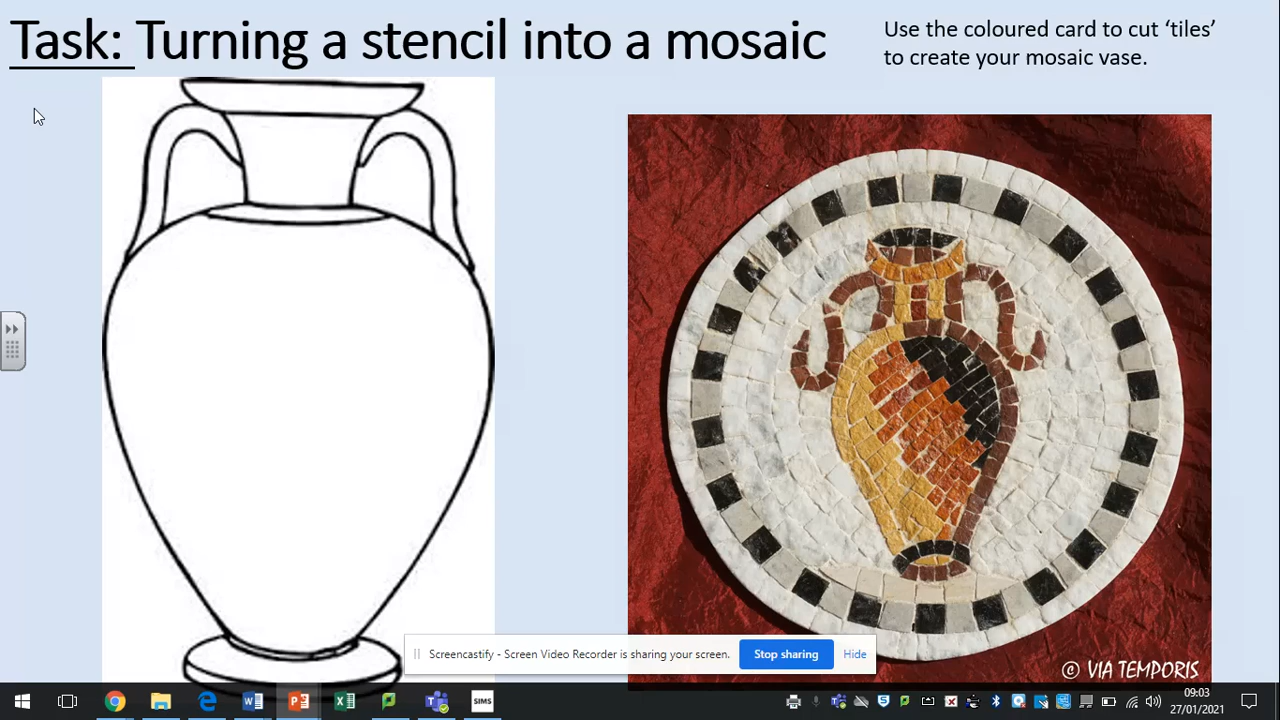 Task: Turning a stencil into a mosaic
Use the coloured card to cut ‘tiles’
to create your mosaic vase.
© VIA TEMPORIS
Screencastify - Screen Video Recorder is sharing your screen.
Stop sharing
Hide
SIMS
09:03
27/01/2021